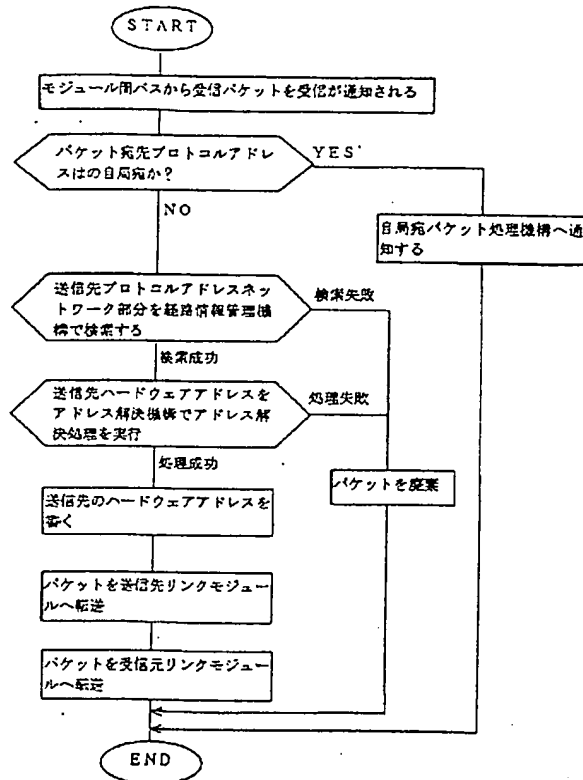 START
モジュール間バスから受信パケットを受信が通知される
パケット宛先プロトコルアドレ
スはの自局宛か?
YES
NO
自局宛パケット処理機構へ通
知する
送信先プロトコルアドレスネッ
トワーク部分を経路情報管理機
構で検索する
検索失敗
検索成功
送信先ハードウェアアドレスを
アドレス解決機構でアドレス解
決処理を実行
処理失敗
処理成功
パケットを廃棄
送信先のハードウェアアドレスを
書く
パケットを送信先リンクモジュー
ルへ転送
パケットを受信元リンクモジュー
ルへ転送
END